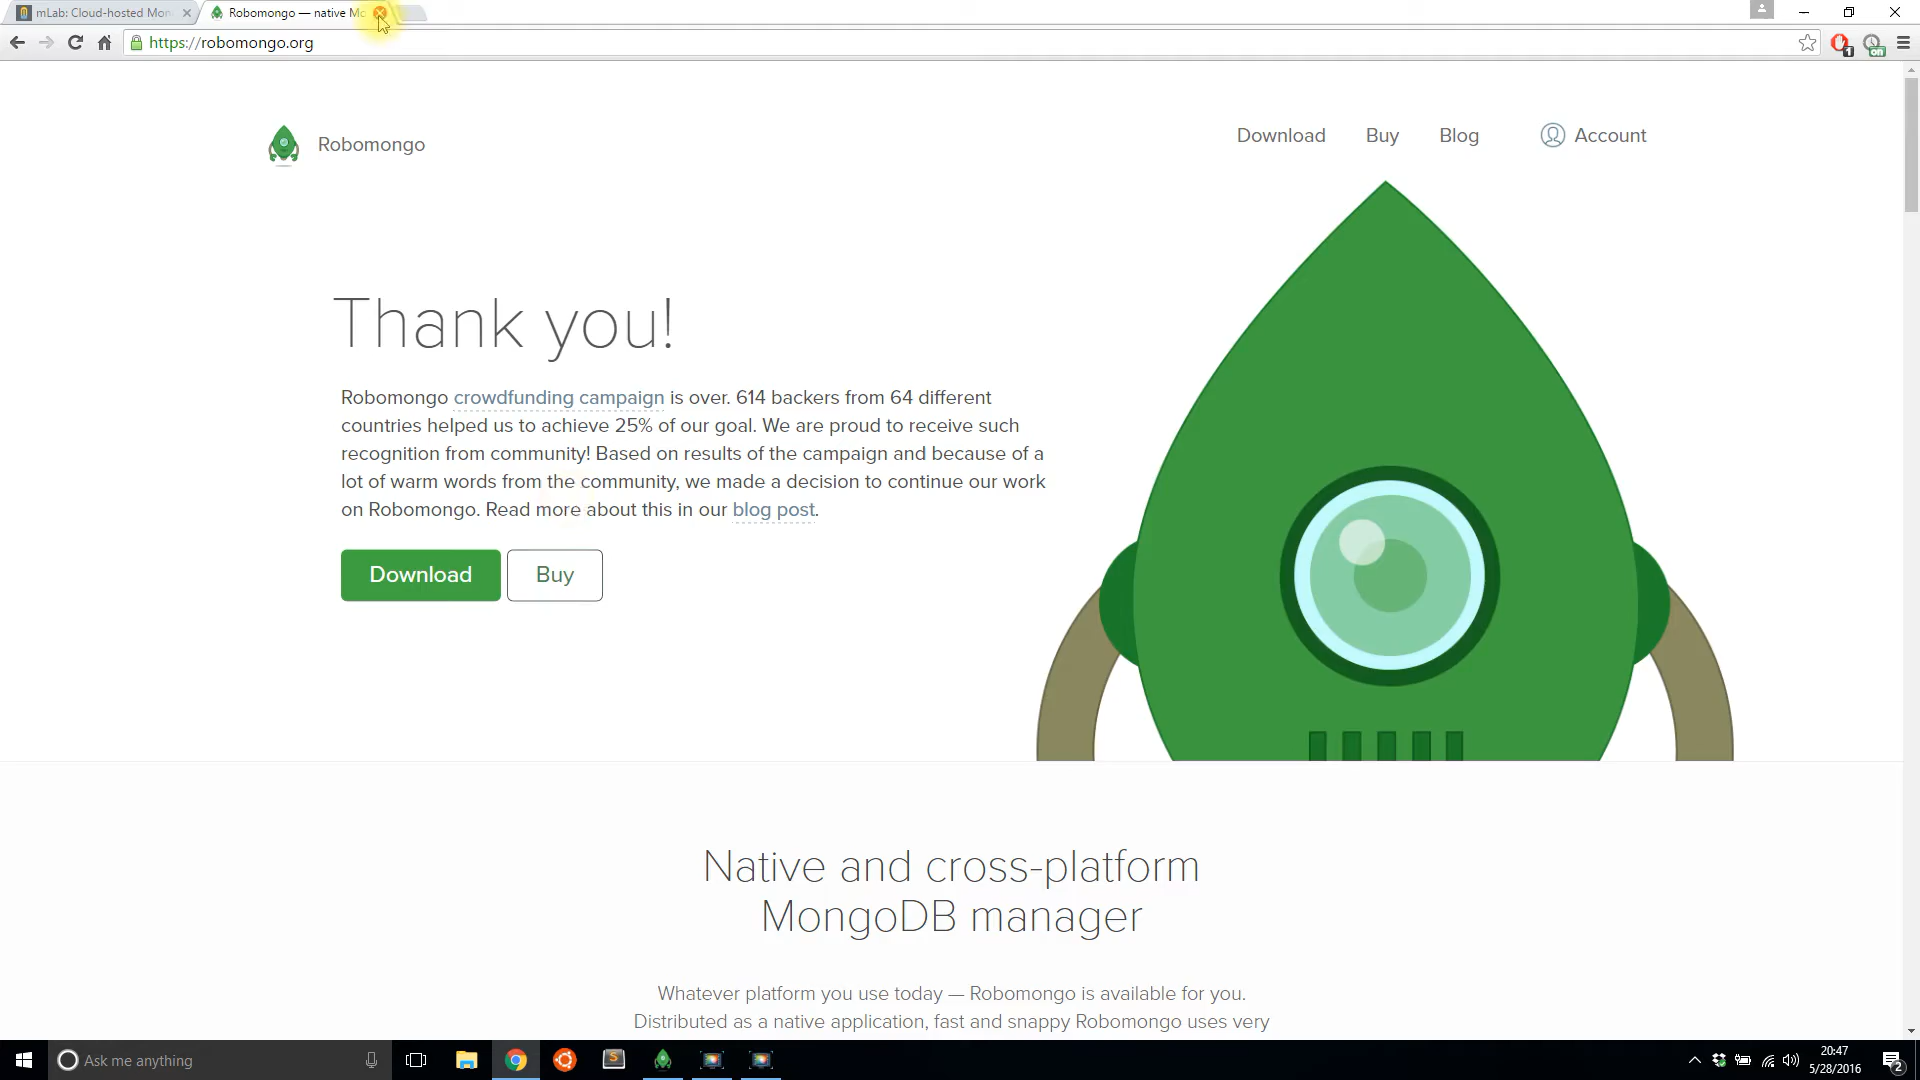 mLab: Cloud-hosted Mon
Robomongo — native Mo
https://robomongo.org
1
on
Robomongo
Download
Buy
Blog
Account
Thank you!
Robomongo crowdfunding campaign is over. 614 backers from 64 different
countries helped us to achieve 25% of our goal. We are proud to receive such
recognition from community! Based on results of the campaign and because of a
lot of warm words from the community, we made a decision to continue our work
on Robomongo. Read more about this in our blog post.
Download
Buy
Native and cross-platform
MongoDB manager
Whatever platform you use today — Robomongo is available for you.
Distributed as a native application, fast and snappy Robomongo uses very
Ask me anything
S
20:47
5/28/2016
2